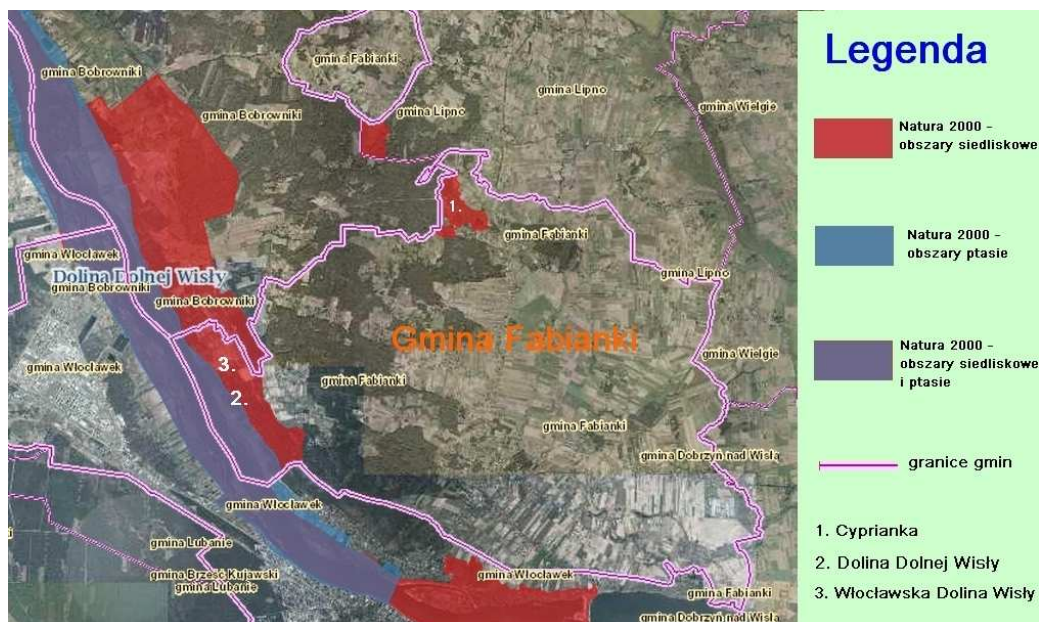 gmina Bobrowniki
gmina Fabianki
gmina Bobrowniki
gmina Lipno
gmina Lipno
gmina Wielgie
1.
gmina Fabianki
gmina Włocławek
Dolina Dolnej Wisły
gmina Bobrowniki
gmina Bobrowniki
gmina Lipno
Gmina Fabianki
gmina Włocławek
3.
2.
gmina Fabianki
gmina Wielgie
gmina Fabianki
gmina Dobrzyń nad Wisłą
gmina Włocławek
gmina Lubanie
gmina Brześć Kujawski
gmina Lubanie
gmina Włocławek
gmina Fabianki
gmina Dobrzyń nad Wisłą
Legenda
Natura 2000 -
obszary siedliskowe
Natura 2000 -
obszary ptasie
Natura 2000 -
obszary siedliskowe
i ptasie
granice gmin
1. Cyprianka
2. Dolina Dolnej Wisły
3. Włocławska Dolina Wisły